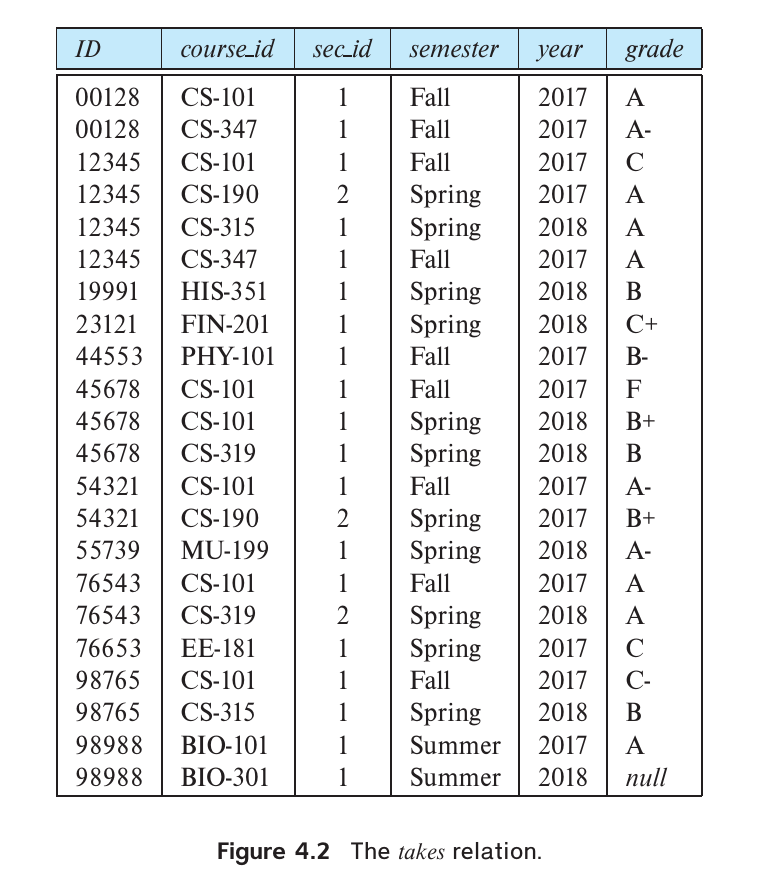 ID course_id sec_id semester year grade
00128 CS-101 1 Fall 2017 A
00128 CS-347 1 Fall 2017 A-
12345 CS-101 1 Fall 2017 C
12345 CS-190 2 Spring 2017 A
12345 CS-315 1 Spring 2018 A
12345 CS-347 1 Fall 2017 A
19991 HIS-351 1 Spring 2018 B
23121 FIN-201 1 Spring 2018 C+
44553 PHY-101 1 Fall 2017 B-
45678 CS-101 1 Fall 2017 F
45678 CS-101 1 Spring 2018 B+
45678 CS-319 1 Spring 2018 B
54321 CS-101 1 Fall 2017 A-
54321 CS-190 2 Spring 2017 B+
55739 MU-199 1 Spring 2018 A-
76543 CS-101 1 Fall 2017 A
76543 CS-319 2 Spring 2018 A
76653 EE-181 1 Spring 2017 C
98765 CS-101 1 Fall 2017 C-
98765 CS-315 1 Spring 2018 B
98988 BIO-101 1 Summer 2017 A
98988 BIO-301 1 Summer 2018 null
Figure 4.2 The takes relation.